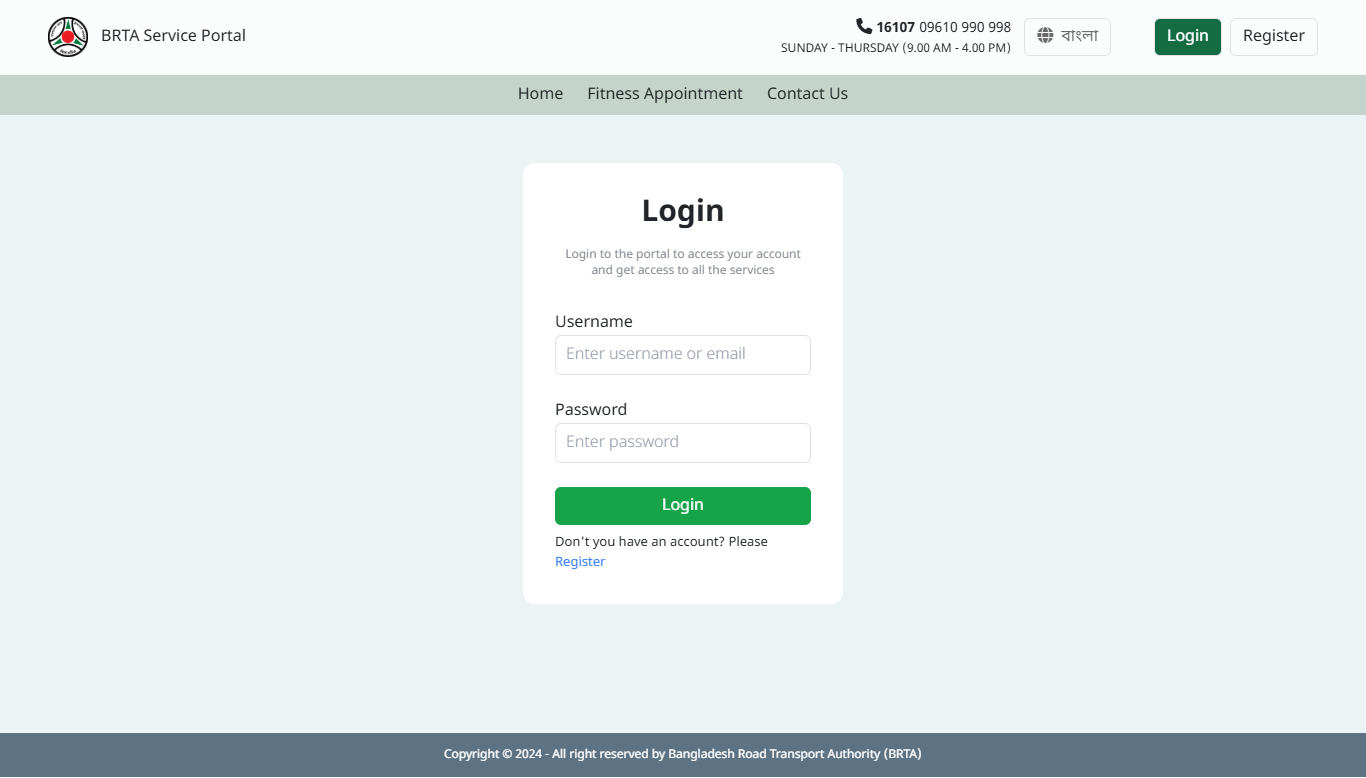 BRTA Service Portal
16107 09610 990 998
SUNDAY - THURSDAY (9.00 AM - 4.00 PM)
বাংলা
Login
Register
Home
Fitness Appointment
Contact Us
Login
Login to the portal to access your account
and get access to all the services
Username
Enter username or email
Password
Enter password
Login
Don't you have an account? Please
Register
Copyright © 2024 - All right reserved by Bangladesh Road Transport Authority (BRTA)